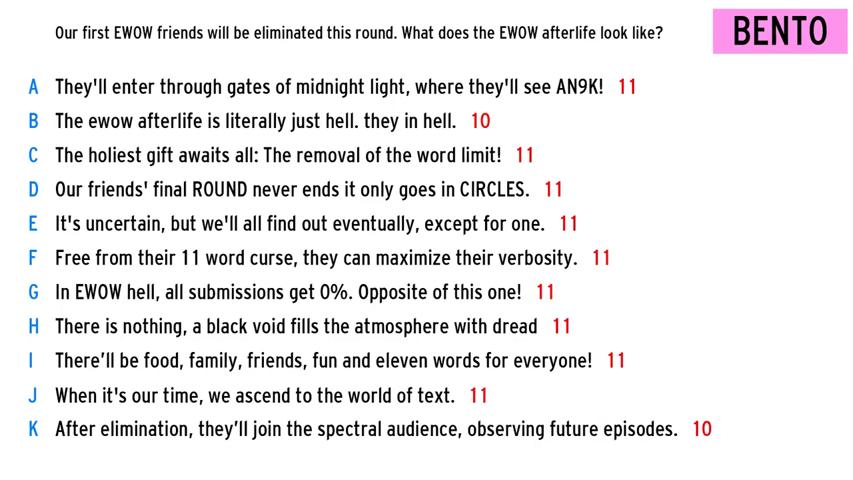 Our first EWOW friends will be eliminated this round. What does the EWOW afterlife look like?
BENTO
A They'll enter through gates of midnight light, where they'll see AN9K! 11
B The ewow afterlife is literally just hell. they in hell. 10
C The holiest gift awaits all: The removal of the word limit! 11
D Our friends' final ROUND never ends it only goes in CIRCLES. 11
E It's uncertain, but we'll all find out eventually, except for one. 11
F Free from their 11 word curse, they can maximize their verbosity. 11
G In EWOW hell, all submissions get 0%. Opposite of this one! 11
H There is nothing, a black void fills the atmosphere with dread 11
I There’ll be food, family, friends, fun and eleven words for everyone! 11
J When it's our time, we ascend to the world of text. 11
K After elimination, they’ll join the spectral audience, observing future episodes. 10